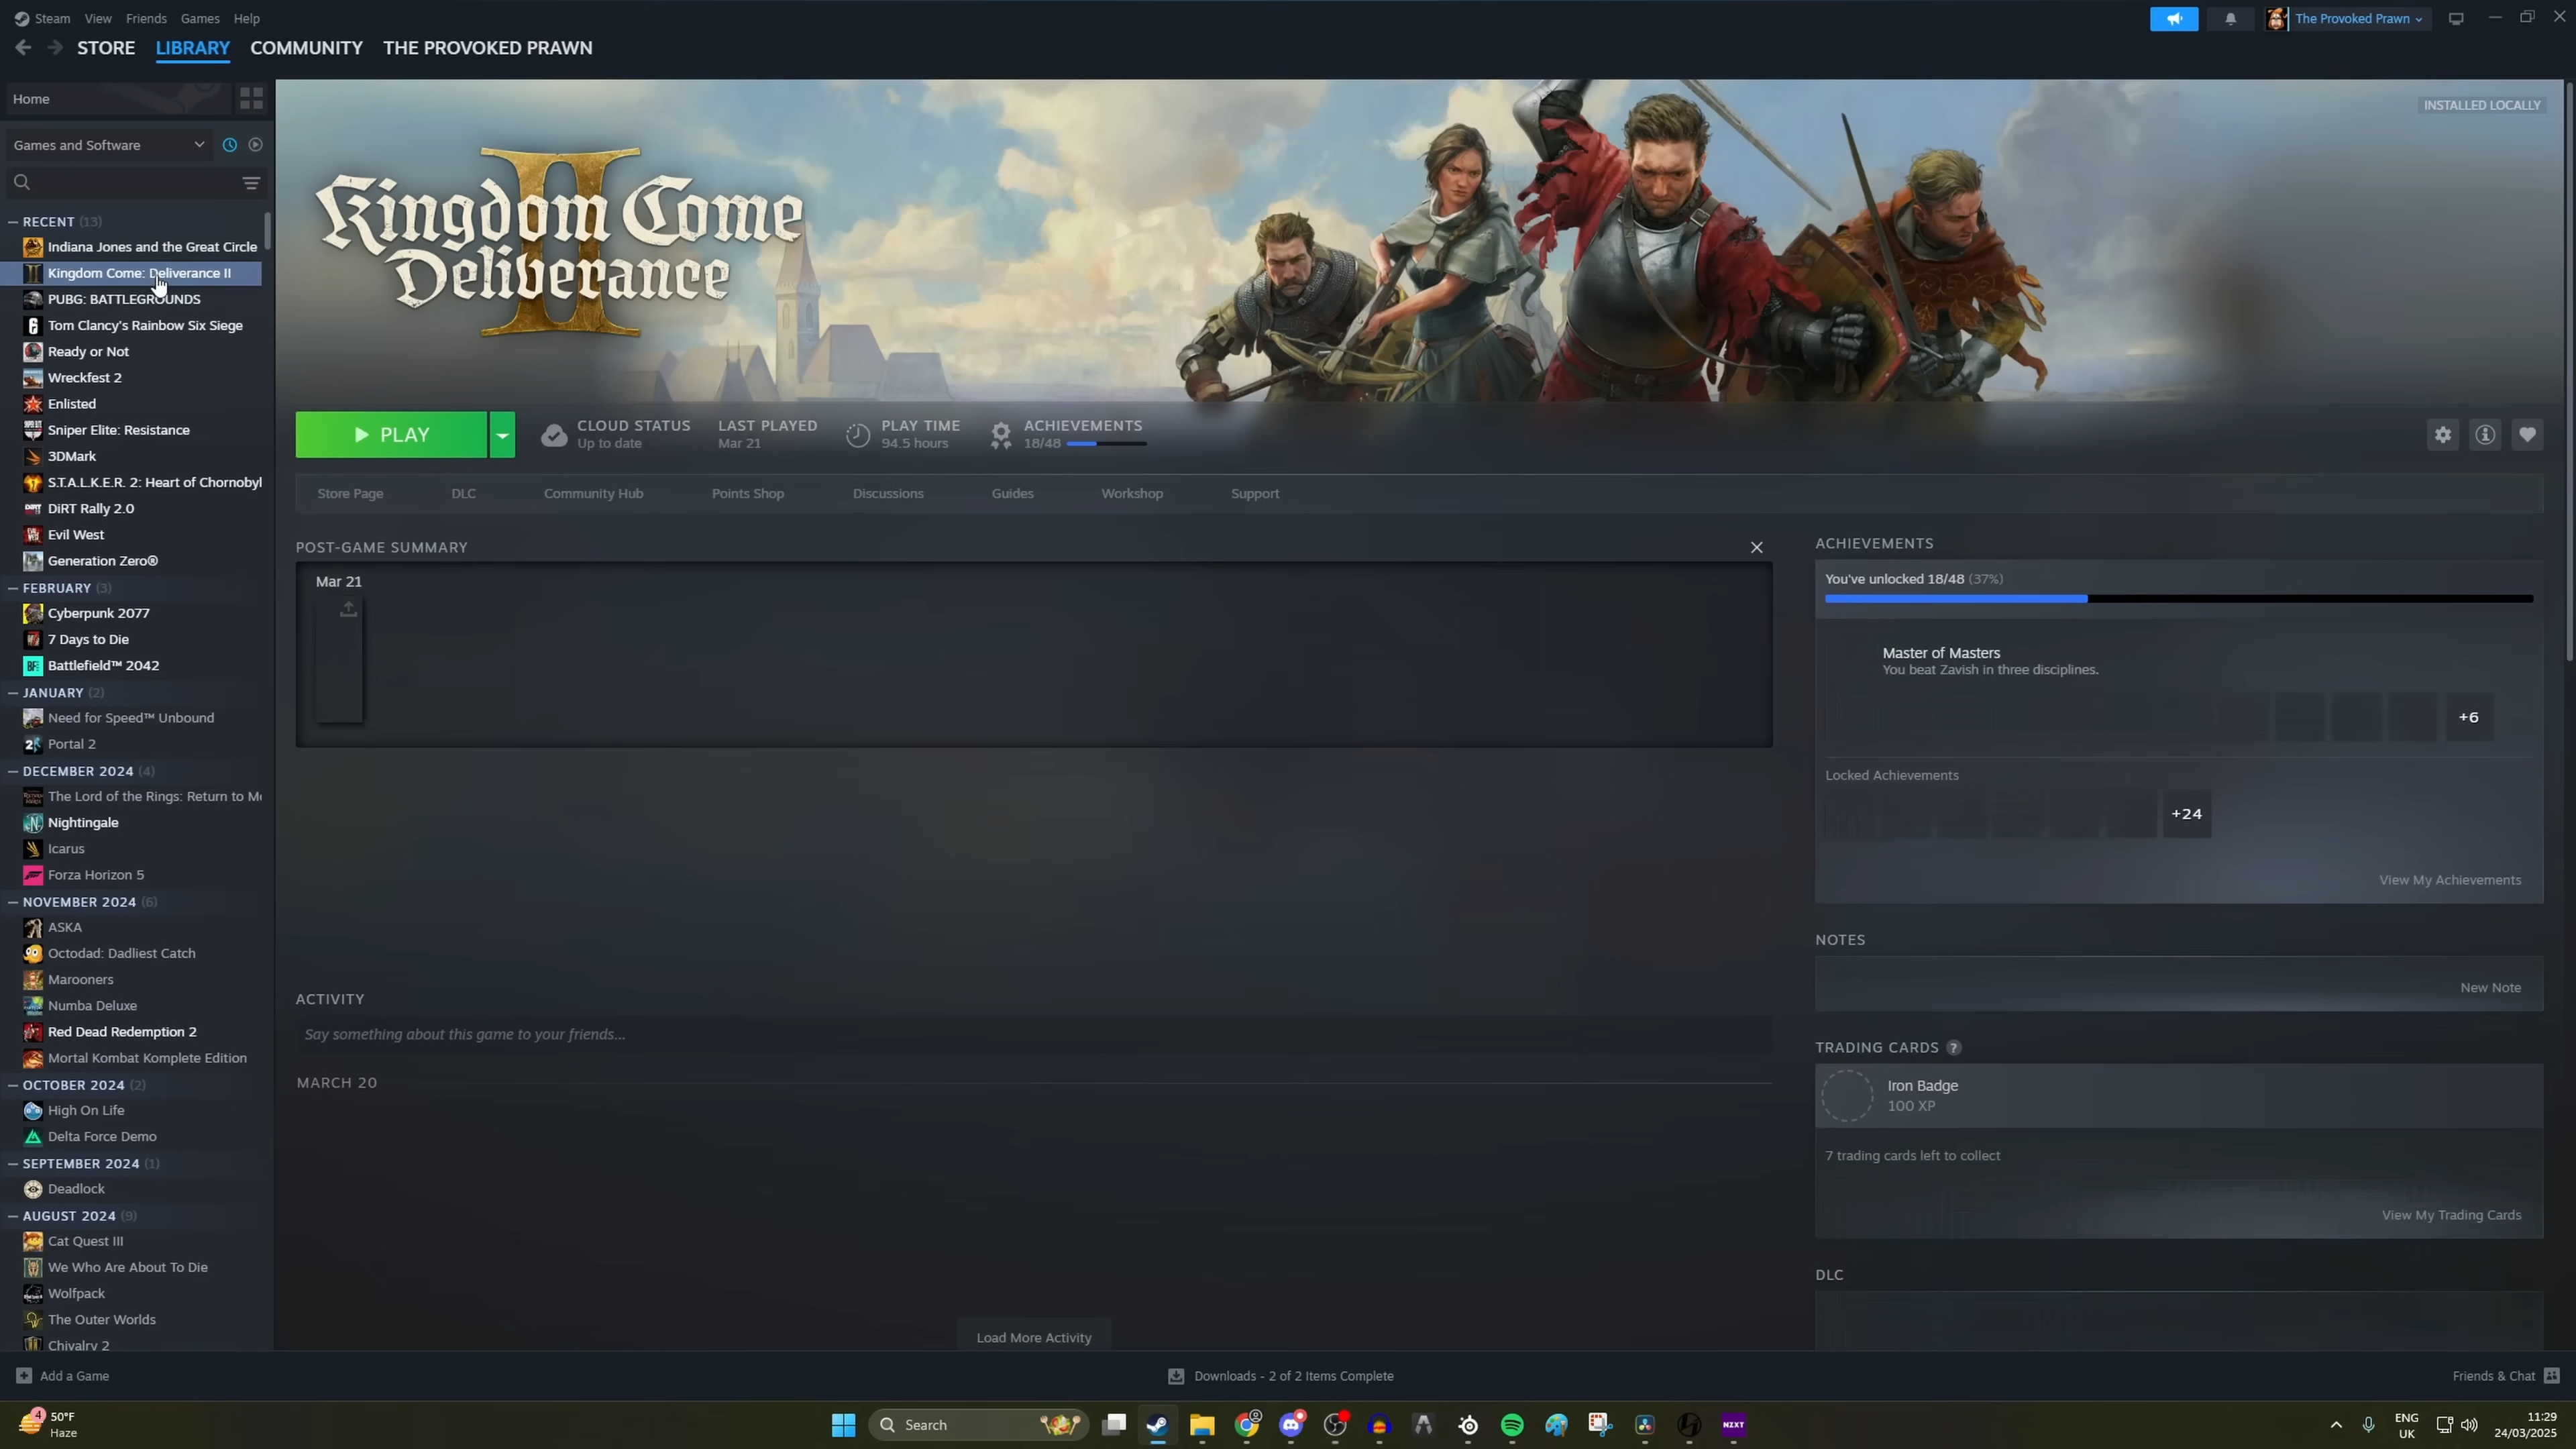 Steam View Friends Games Help
The Provoked Prawn
STORE LIBRARY COMMUNITY THE PROVOKED PRAWN
Home
Games and Software
RECENT (13)
Indiana Jones and the Great Circle
Kingdom Come: Deliverance II
PUBG: BATTLEGROUNDS
Tom Clancy's Rainbow Six Siege
Ready or Not
Wreckfest 2
Enlisted
Sniper Elite: Resistance
3DMark
S.T.A.L.K.E.R. 2: Heart of Chornobyl
DiRT Rally 2.0
Evil West
Generation Zero®
FEBRUARY (3)
Cyberpunk 2077
7 Days to Die
Battlefield™ 2042
JANUARY (2)
Need for Speed™ Unbound
Portal 2
DECEMBER 2024 (4)
The Lord of the Rings: Return to Mo
Nightingale
Icarus
Forza Horizon 5
NOVEMBER 2024 (6)
ASKA
Octodad: Dadliest Catch
Marooners
Numba Deluxe
Red Dead Redemption 2
Mortal Kombat Komplete Edition
OCTOBER 2024 (2)
High On Life
Delta Force Demo
SEPTEMBER 2024 (1)
Deadlock
AUGUST 2024 (9)
Cat Quest III
We Who Are About To Die
Wolfpack
The Outer Worlds
Chivalry 2
INSTALLED LOCALLY
Kingdom Come
Deliverance
II
PLAY
CLOUD STATUS
Up to date
LAST PLAYED
Mar 21
PLAY TIME
94.5 hours
ACHIEVEMENTS
18/48
Store Page DLC Community Hub Points Shop Discussions Guides Workshop Support
POST-GAME SUMMARY
Mar 21
ACTIVITY
Say something about this game to your friends...
MARCH 20
Load More Activity
ACHIEVEMENTS
You've unlocked 18/48 (37%)
Master of Masters
You beat Zavish in three disciplines.
+6
Locked Achievements
+24
View My Achievements
NOTES
New Note
TRADING CARDS ?
Iron Badge
100 XP
7 trading cards left to collect
View My Trading Cards
DLC
Add a Game
Downloads - 2 of 2 Items Complete
Friends & Chat
4
50°F
Haze
Search
NZXT
ENG
UK
11:29
24/03/2025